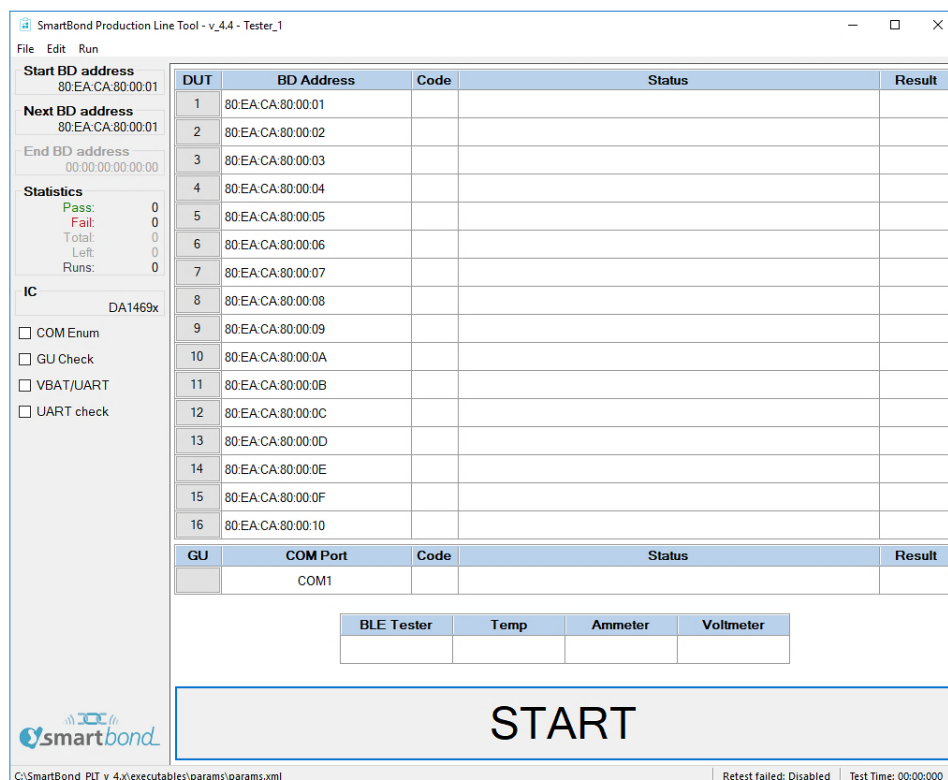 SmartBond Production Line Tool - v_4.4 - Tester_1
File Edit Run
Start BD address
80:EA:CA:80:00:01
Next BD address
80:EA:CA:80:00:01
End BD address
00:00:00:00:00:00
Statistics
Pass: 0
Fail: 0
Total: 0
Left: 0
Runs: 0
IC
DA1469x
COM Enum
GU Check
VBAT/UART
UART check
smartbond
DUT BD Address Code Status Result
1 80:EA:CA:80:00:01
2 80:EA:CA:80:00:02
3 80:EA:CA:80:00:03
4 80:EA:CA:80:00:04
5 80:EA:CA:80:00:05
6 80:EA:CA:80:00:06
7 80:EA:CA:80:00:07
8 80:EA:CA:80:00:08
9 80:EA:CA:80:00:09
10 80:EA:CA:80:00:0A
11 80:EA:CA:80:00:0B
12 80:EA:CA:80:00:0C
13 80:EA:CA:80:00:0D
14 80:EA:CA:80:00:0E
15 80:EA:CA:80:00:0F
16 80:EA:CA:80:00:10
GU COM Port Code Status Result
COM1
BLE Tester Temp Ammeter Voltmeter
START
C:\SmartBond_PLT_v_4.x\executables\params\params.xml Retest failed: Disabled Test Time: 00:00:000